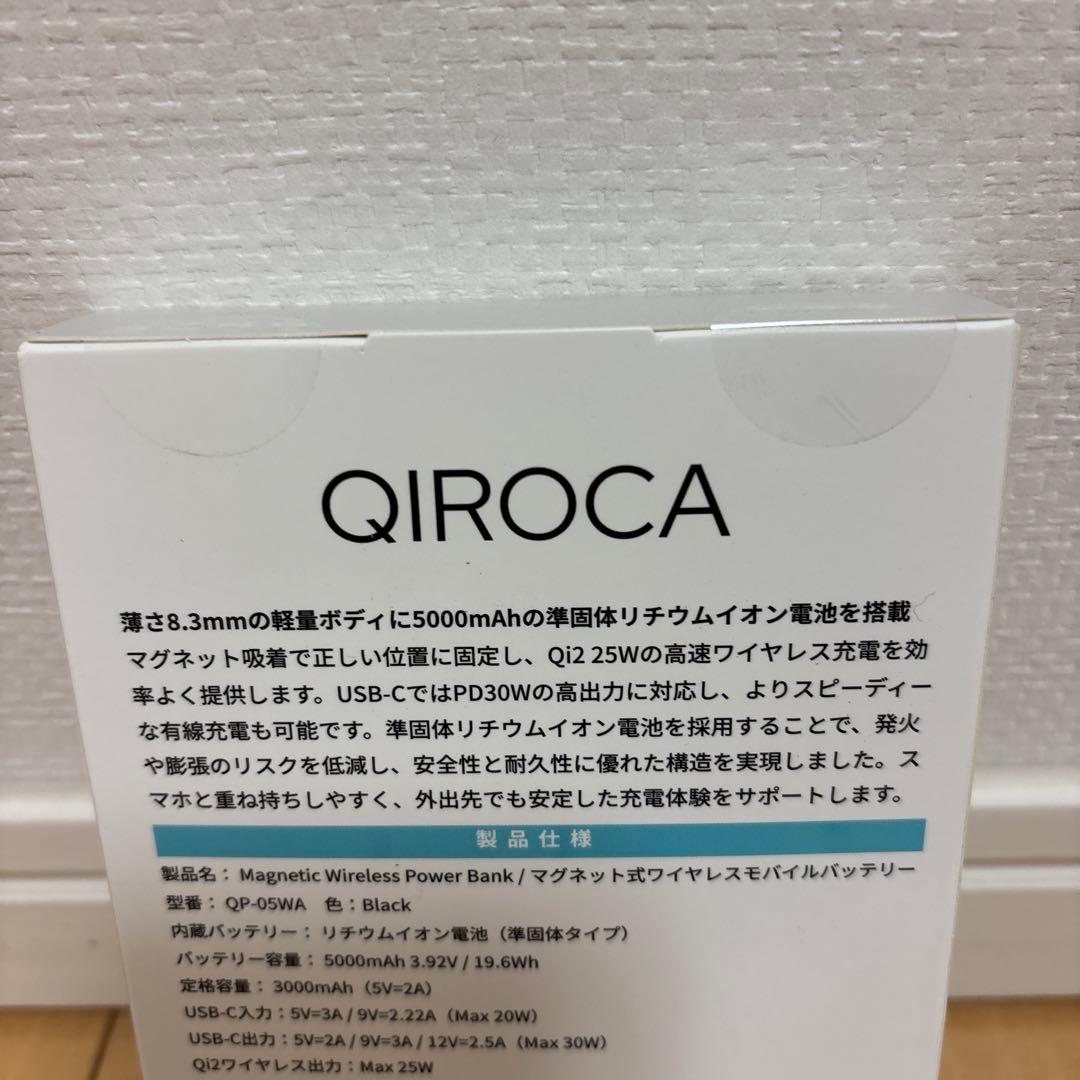 QIROCA
薄さ8.3mmの軽量ボディに5000mAhの準固体リチウムイオン電池を搭載
マグネット吸着で正しい位置に固定し、Qi2 25Wの高速ワイヤレス充電を効
率よく提供します。USB-CではPD30Wの高出力に対応し、よりスピーディー
な有線充電も可能です。準固体リチウムイオン電池を採用することで、発火
や膨張のリスクを低減し、安全性と耐久性に優れた構造を実現しました。ス
マホと重ね持ちしやすく、外出先でも安定した充電体験をサポートします。
製品仕様
製品名： Magnetic Wireless Power Bank / マグネット式ワイヤレスモバイルバッテリー
型番： QP-05WA　色：Black
内蔵バッテリー： リチウムイオン電池（準固体タイプ）
バッテリー容量： 5000mAh 3.92V / 19.6Wh
定格容量： 3000mAh（5V=2A）
USB-C入力：5V=3A / 9V=2.22A（Max 20W）
USB-C出力：5V=2A / 9V=3A / 12V=2.5A（Max 30W）
Qi2ワイヤレス出力：Max 25W